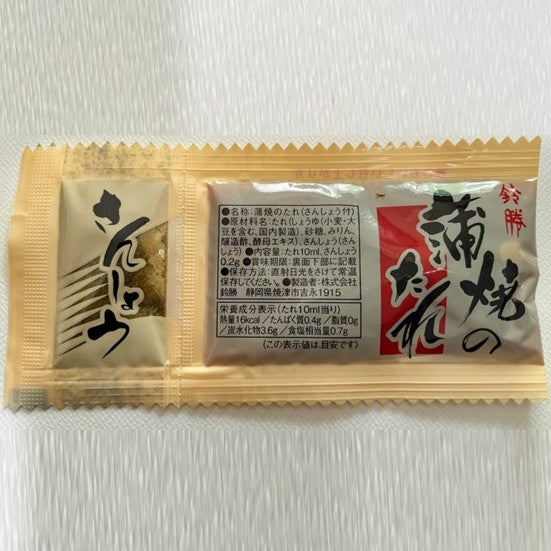 さんしょう
●名称:蒲焼のたれ(さんしょう付)
●原材料名:たれ(しょうゆ(小麦・大
豆を含む、国内製造)、砂糖、みりん、
醸造酢、酵母エキス)、さんしょう(さん
しょう)●内容量:たれ10ml、さんしょう
0.2g●賞味期限:裏面下部に記載
●保存方法:直射日光をさけて常温
保存してください。●製造者:株式会社
鈴勝 静岡県焼津市吉永1915
栄養成分表示(たれ10ml当り)
熱量16kcal/たんぱく質0.4g/脂質0g
/炭水化物3.6g/食塩相当量0.7g
(この表示値は、目安です)
鈴勝
蒲焼の
たれ